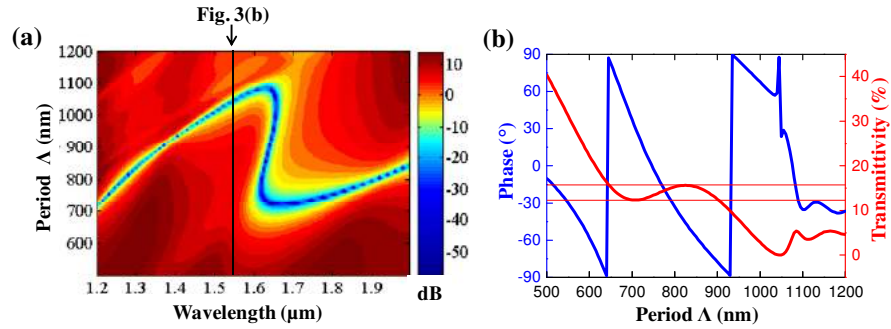 Fig. 3(b)
(a)
(b)
Period Λ (nm)
1200
1100
1000
900
800
700
600
1.2 1.3 1.4 1.5 1.6 1.7 1.8 1.9
Wavelength (μm)
10
0
-10
-20
-30
-40
-50
dB
Phase (°)
90
60
30
0
-30
-60
-90
500 600 700 800 900 1000 1100 1200
Period Λ (nm)
40
30
20
10
0
Transmittivity (%)